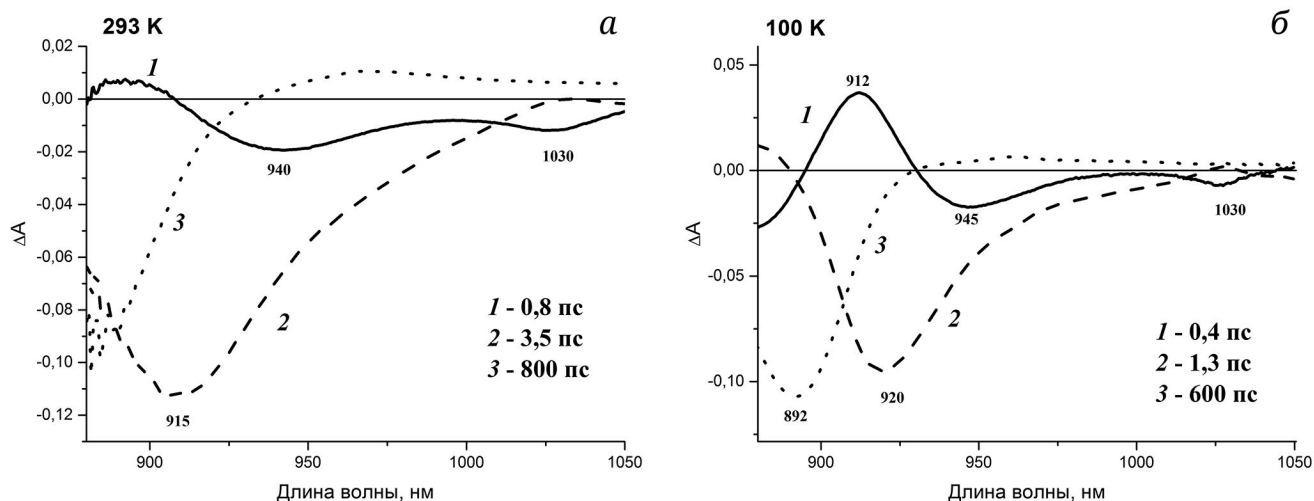 293 K
а
0,02
0,00
-0,02
-0,04
-0,06
-0,08
-0,10
-0,12
ΔA
1
940
1030
3
2
915
1 - 0,8 пс
2 - 3,5 пс
3 - 800 пс
900
950
1000
1050
Длина волны, нм
100 K
б
0,05
0,00
-0,05
-0,10
ΔA
1
912
945
1030
3
2
892
920
1 - 0,4 пс
2 - 1,3 пс
3 - 600 пс
900
950
1000
1050
Длина волны, нм